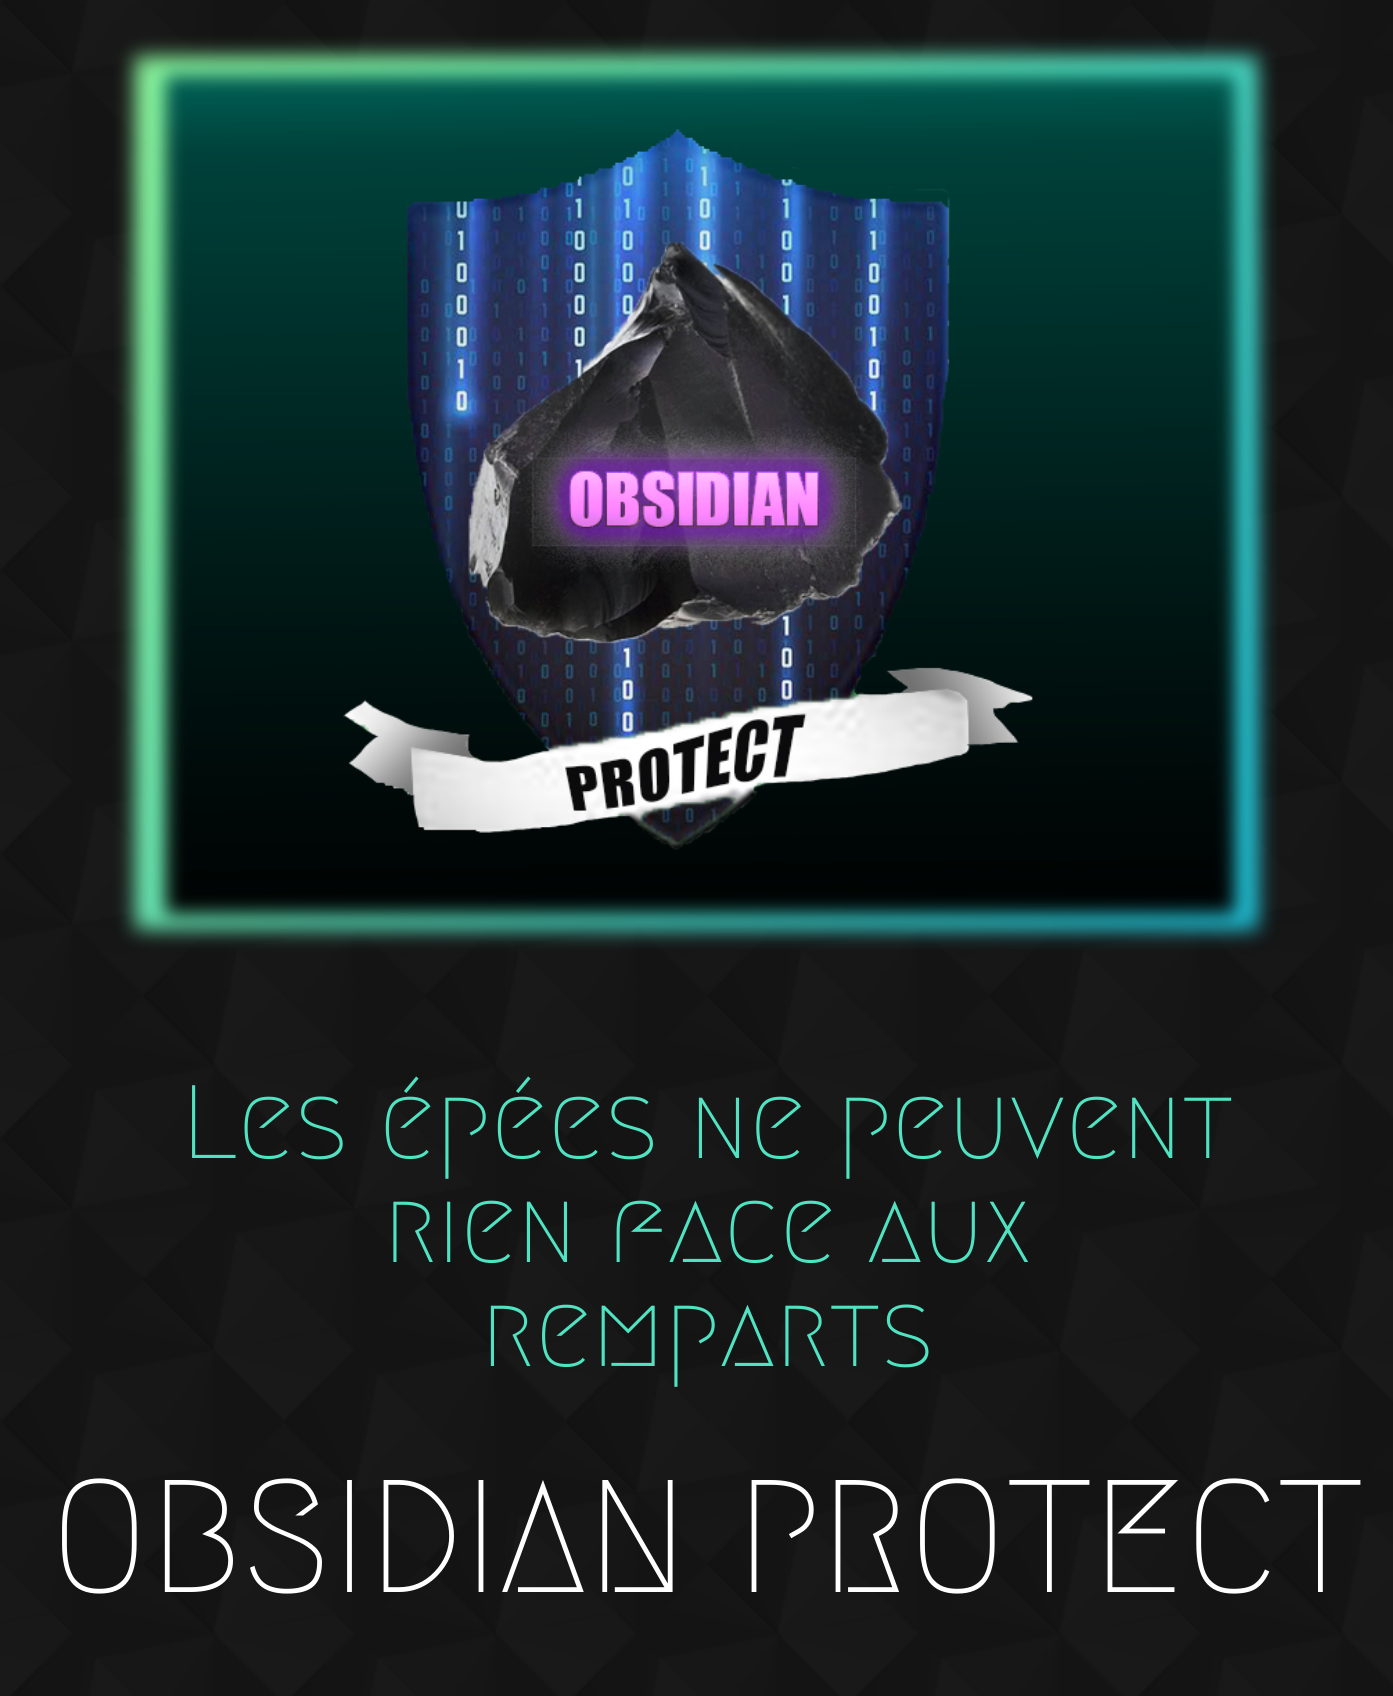 OBSIDIAN
PROTECT
Les épées ne peuvent
rien face aux
remparts
OBSIDIAN PROTECT